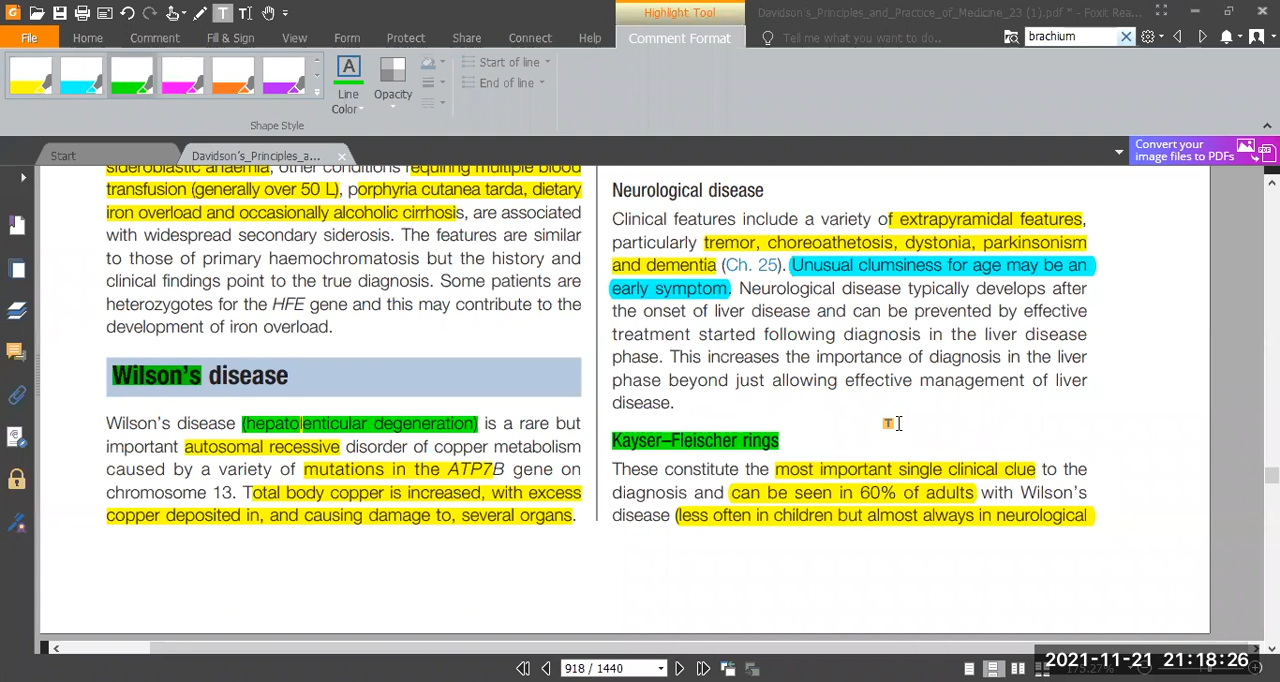 Highlight Tool
Davidson's_Principles_and_Practice_of_Medicine_23 (1).pdf * - Foxit Rea...
File Home Comment Fill & Sign View Form Protect Share Connect Help Comment Format Tell me what you want to do.. brachium
Start of line
End of line
Line Color
Opacity
Shape Style
Start
Davidson's_Principles_a...
Convert your
image files to PDFs
sideroblastic anaemia, other conditions requiring multiple blood
transfusion (generally over 50 L), porphyria cutanea tarda, dietary
iron overload and occasionally alcoholic cirrhosis, are associated
with widespread secondary siderosis. The features are similar
to those of primary haemochromatosis but the history and
clinical findings point to the true diagnosis. Some patients are
heterozygotes for the HFE gene and this may contribute to the
development of iron overload.
Wilson's disease
Wilson's disease (hepatolenticular degeneration) is a rare but
important autosomal recessive disorder of copper metabolism
caused by a variety of mutations in the ATP7B gene on
chromosome 13. Total body copper is increased, with excess
copper deposited in, and causing damage to, several organs.
Neurological disease
Clinical features include a variety of extrapyramidal features,
particularly tremor, choreoathetosis, dystonia, parkinsonism
and dementia (Ch. 25). Unusual clumsiness for age may be an
early symptom. Neurological disease typically develops after
the onset of liver disease and can be prevented by effective
treatment started following diagnosis in the liver disease
phase. This increases the importance of diagnosis in the liver
phase beyond just allowing effective management of liver
disease.
Kayser–Fleischer rings
These constitute the most important single clinical clue to the
diagnosis and can be seen in 60% of adults with Wilson's
disease (less often in children but almost always in neurological
918 / 1440
2021-11-21 21:18:26